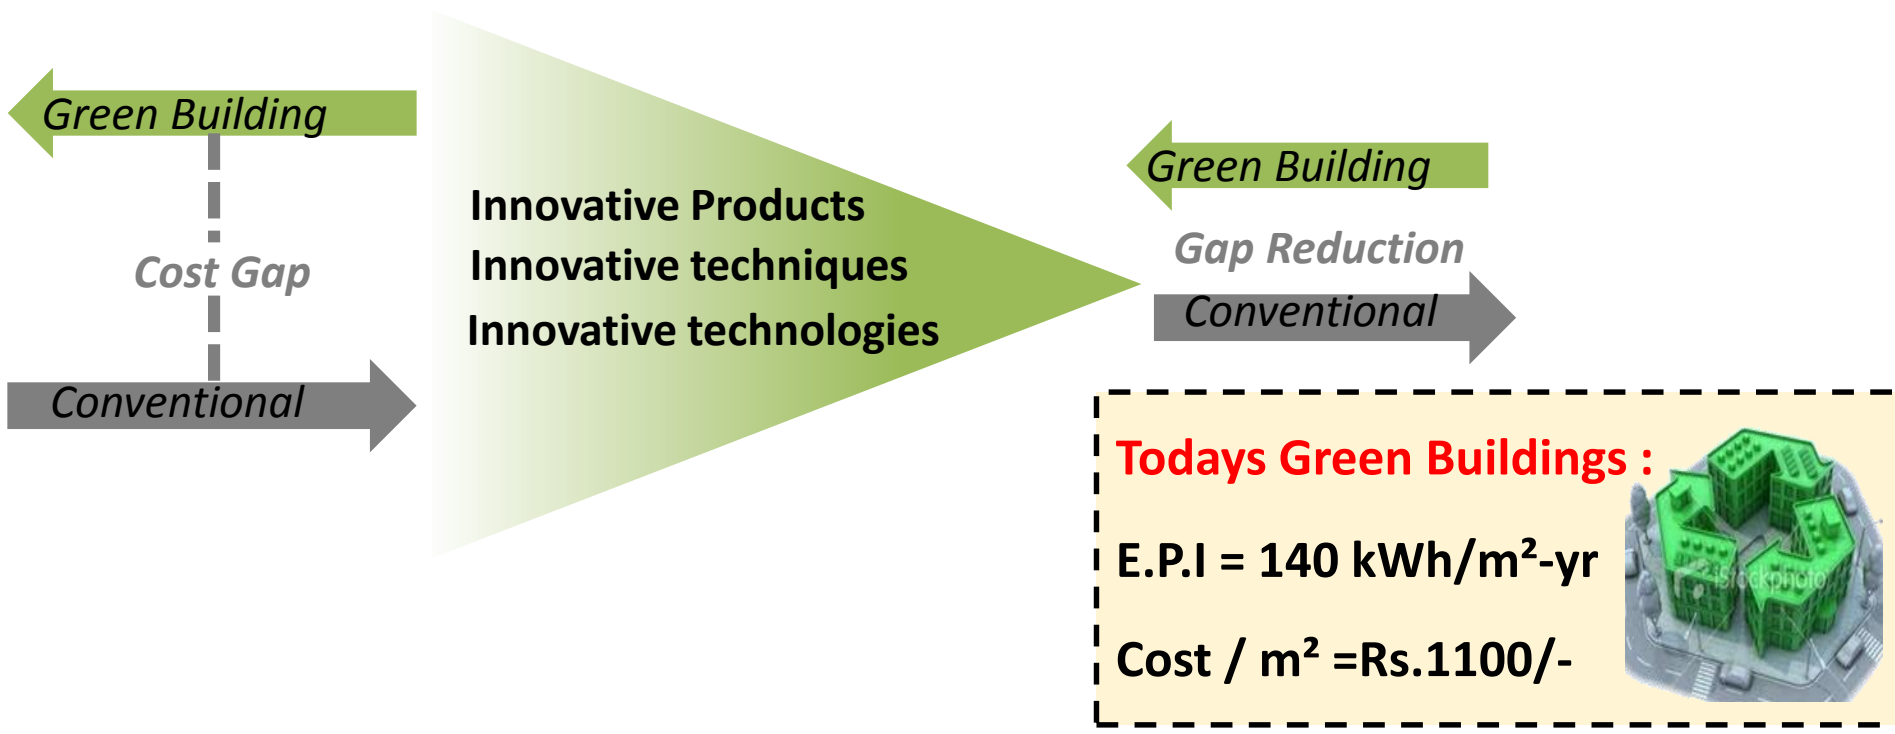 Green Building
Cost Gap
Conventional
Innovative Products
Innovative techniques
Innovative technologies
Green Building
Gap Reduction
Conventional
Todays Green Buildings :
E.P.I = 140 kWh/m²-yr
Cost / m² =Rs.1100/-
iStockphoto